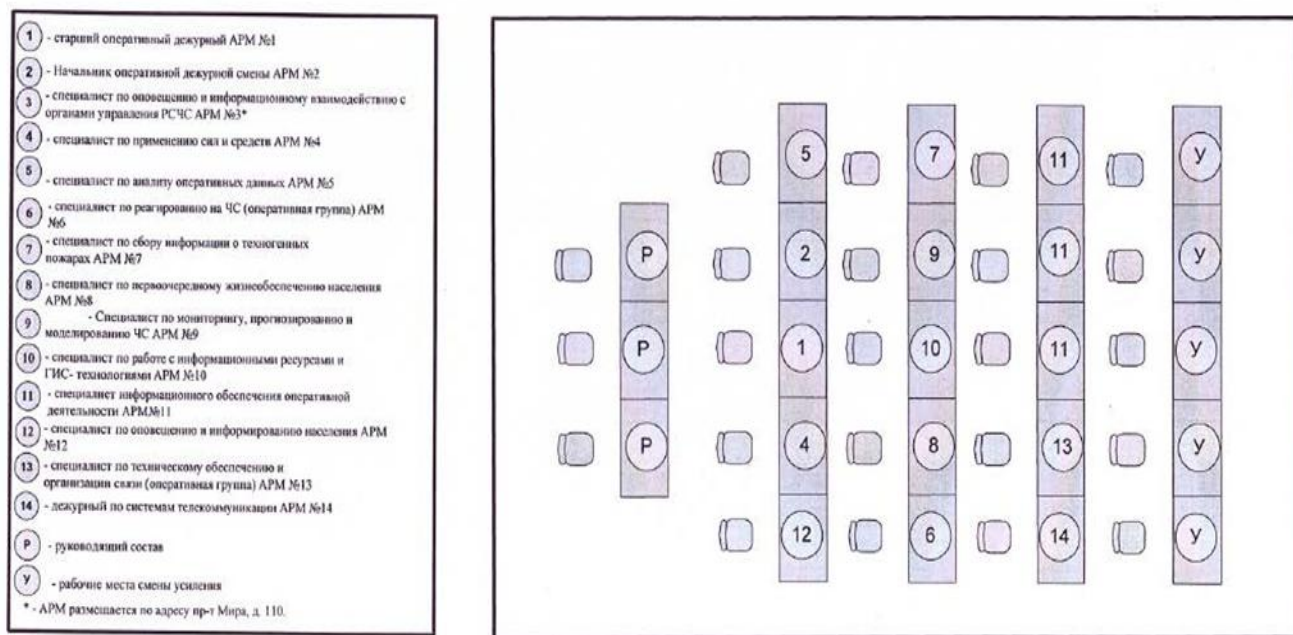 1 - старший оперативный дежурный АРМ №1
2 - Начальник оперативной дежурной смены АРМ №2
3 - специалист по оповещению и информационному взаимодействию с
органами управления РСЧС АРМ №3*
4 - специалист по применению сил и средств АРМ №4
5 - специалист по аналиту оперативных данных АРМ №5
6 - специалист по реагированию на ЧС (оперативная группа) АРМ
№6
7 - специалист по сбору информации о техногенных
пожарах АРМ №7
8 - специалист по первоочередному жизнеобеспечению населения
АРМ №8
9 - Специалист по мониторингу, прогнозированию и
моделированию ЧС АРМ №9
10 - специалист по работе с информационными ресурсами и
ГИС- технологиями АРМ №10
11 - специалист информационного обеспечения оперативной
деятельности АРМ№11
12 - специалист по оповещению и информированию населения АРМ
№12
13 - специалист по техническому обеспечению и
организации связи (оперативная группа) АРМ №13
14 - дежурный по системам телекоммуникации АРМ №14
Р - руководящий состав
У - рабочие места смены усиления
* - АРМ размещается по адресу пр-т Мира, д. 110.
5 7 11 У
Р 2 9 11 У
Р 1 10 11 У
Р 4 8 13 У
12 6 14 У